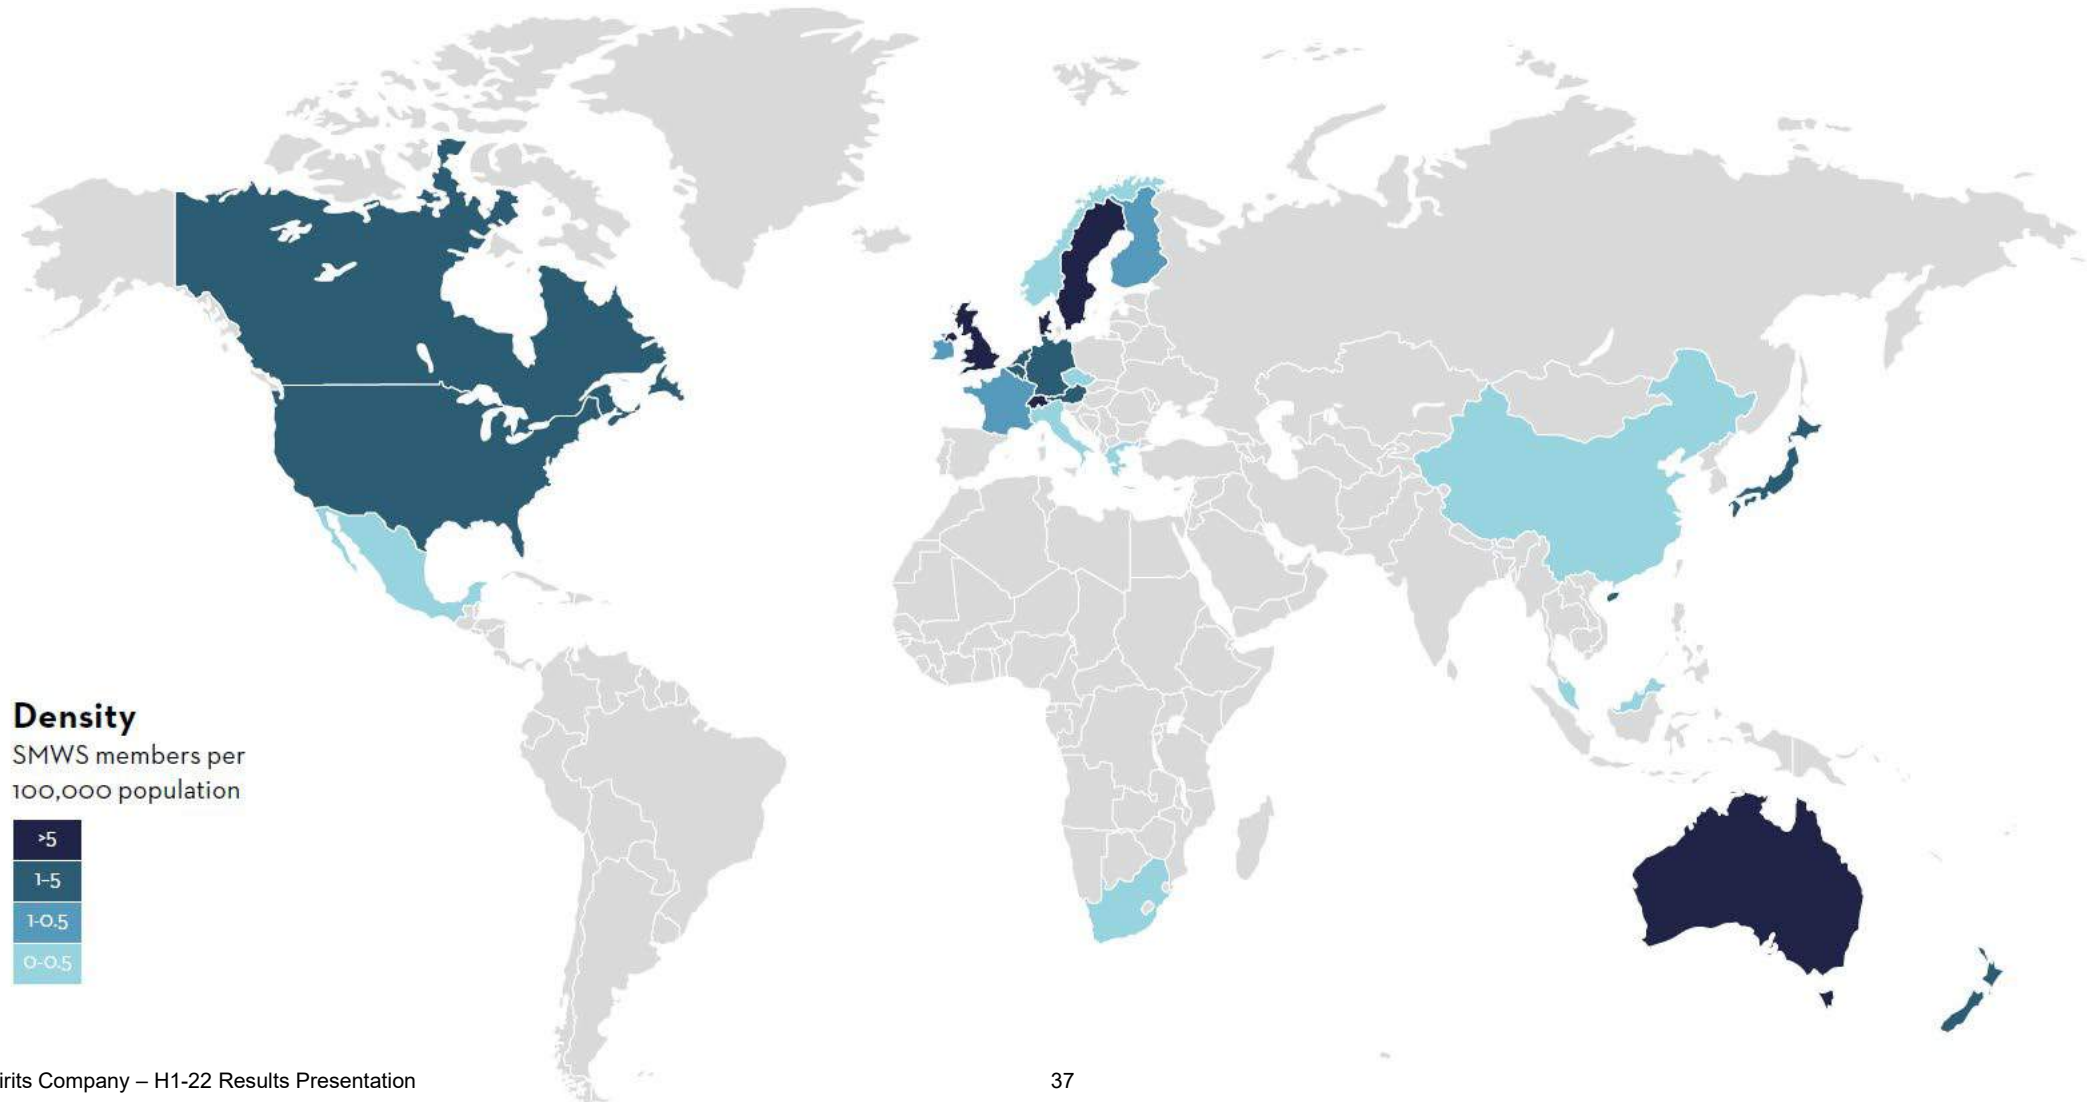 Density
SMWS members per
100,000 population
>5
1-5
1-0.5
0-0.5
irits Company – H1-22 Results Presentation
37